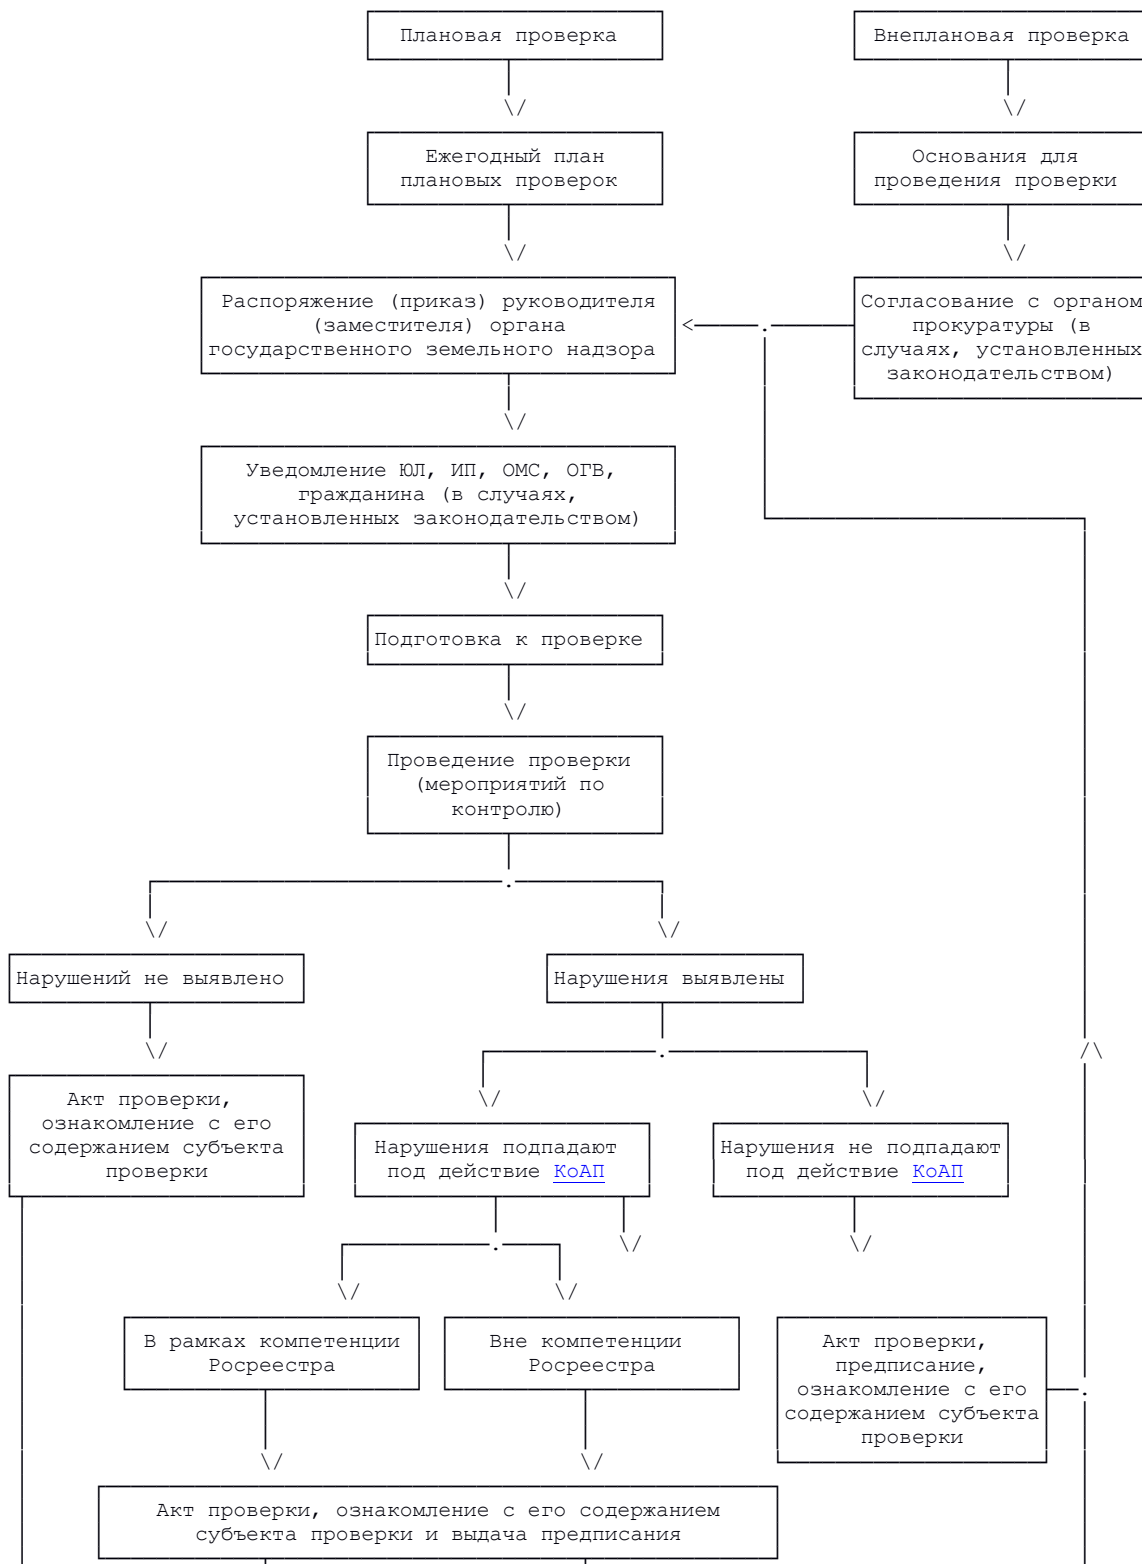 Плановая проверка
Внеплановая проверка
Ежегодный план
плановых проверок
Основания для
проведения проверки
Распоряжение (приказ) руководителя
(заместителя) органа
государственного земельного надзора
Согласование с органом
прокуратуры (в
случаях, установленных
законодательством)
Уведомление ЮЛ, ИП, ОМС, ОГВ,
гражданина (в случаях,
установленных законодательством)
Подготовка к проверке
Проведение проверки
(мероприятий по
контролю)
Нарушений не выявлено
Нарушения выявлены
Акт проверки,
ознакомление с его
содержанием субъекта
проверки
Нарушения подпадают
под действие КоАП
Нарушения не подпадают
под действие КоАП
В рамках компетенции
Росреестра
Вне компетенции
Росреестра
Акт проверки,
предписание,
ознакомление с его
содержанием субъекта
проверки
Акт проверки, ознакомление с его содержанием
субъекта проверки и выдача предписания